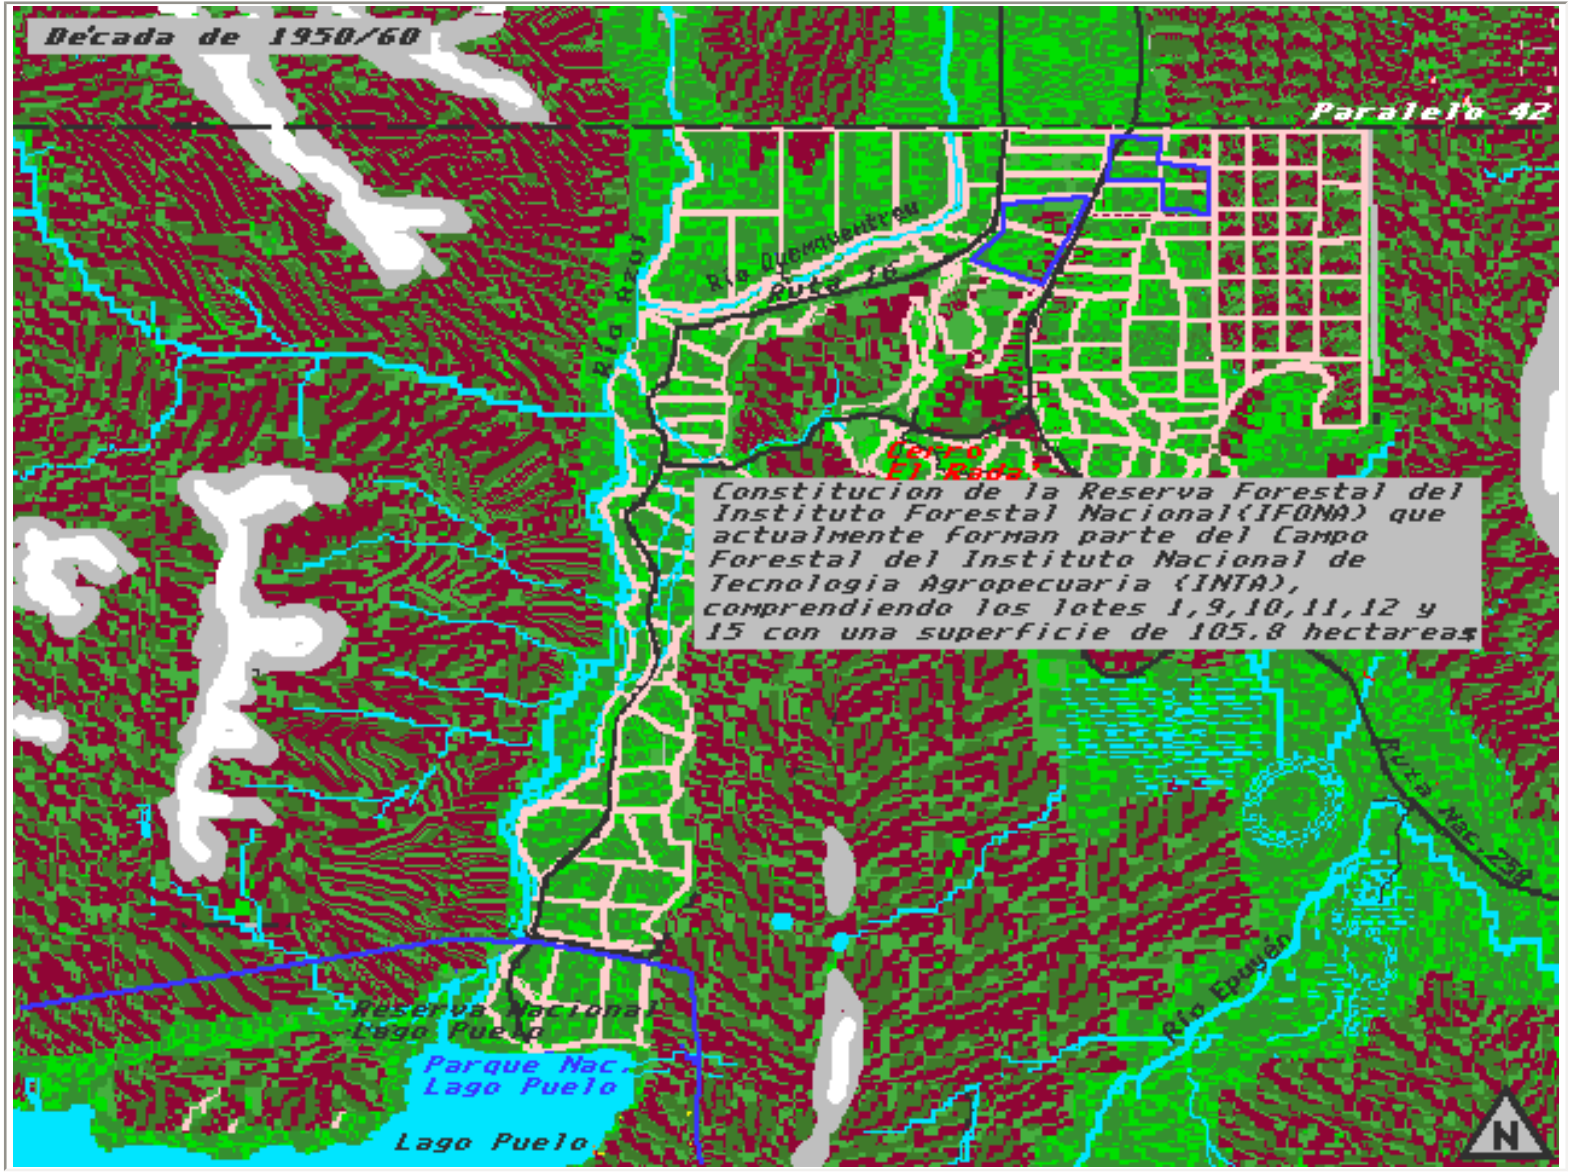 Década de 1950/60
Paralelo 42
Río Quemquentreu
Ruta 16
Río Azul
Cerro
El Radal
Constitucion de la Reserva Forestal del
Instituto Forestal Nacional(IFONA) que
actualmente forman parte del Campo
Forestal del Instituto Nacional de
Tecnologia Agropecuaria (INTA),
comprendiendo los lotes 1,9,10,11,12 y
15 con una superficie de 105.8 hectareas
Ruta Nac. 258
Río Epuyén
Reserva Nacional
Lago Puelo
Parque Nac.
Lago Puelo
Lago Puelo
N